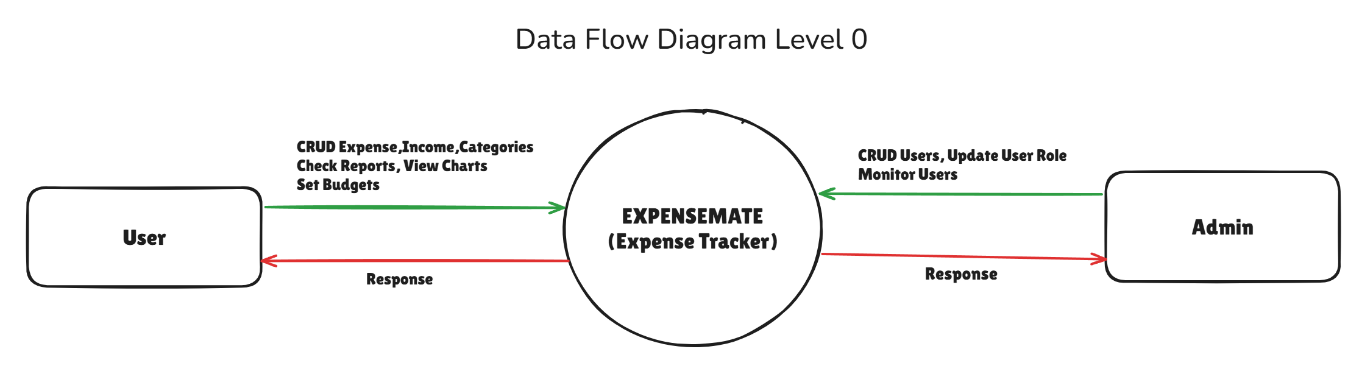 Data Flow Diagram Level 0
CRUD Expense,Income,Categories
Check Reports, View Charts
Set Budgets
CRUD Users, Update User Role
Monitor Users
User
EXPENSEMATE
(Expense Tracker)
Admin
Response
Response